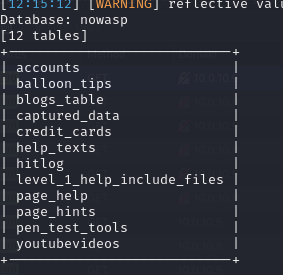 [12:15:12] [WARNING] reflective valu
Database: nowasp
[12 tables]
+---------------------------+
| accounts                  |
| balloon_tips              |
| blogs_table               |
| captured_data             |
| credit_cards              |
| help_texts                |
| hitlog                    |
| level_1_help_include_files |
| page_help                 |
| page_hints                |
| pen_test_tools            |
| youtubevideos             |
+---------------------------+